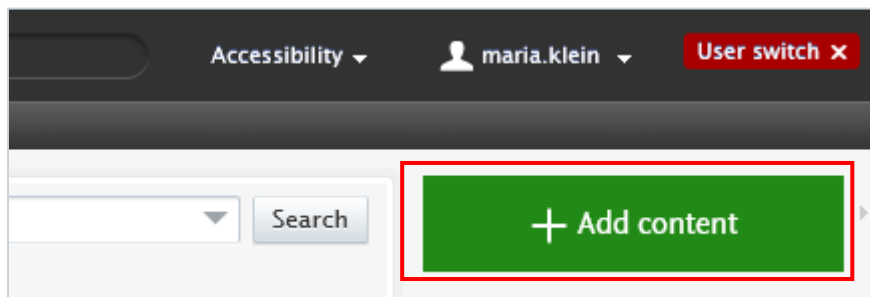 Accessibility
maria.klein
User switch ×
Search
+ Add content